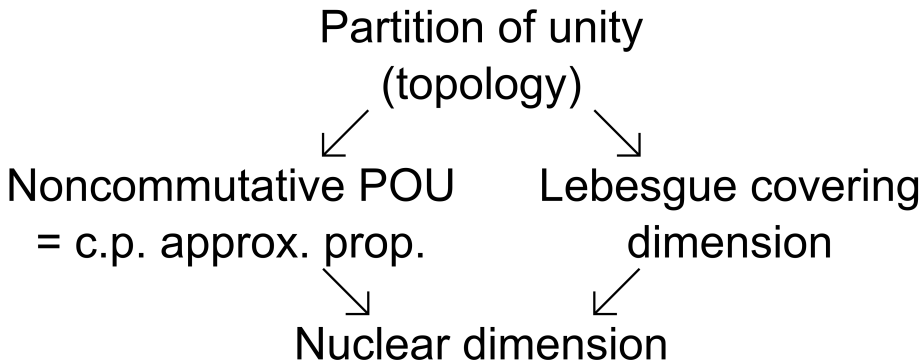 Partition of unity
(topology)
Noncommutative POU
= c.p. approx. prop.
Lebesgue covering
dimension
Nuclear dimension